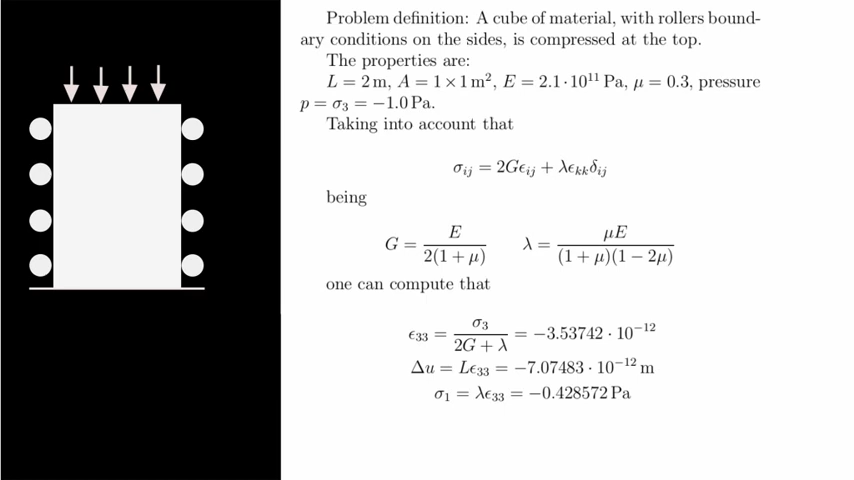 Problem definition: A cube of material, with rollers bound-
ary conditions on the sides, is compressed at the top.
The properties are:
L = 2 m, A = 1 × 1 m², E = 2.1 · 10¹¹ Pa, μ = 0.3, pressure
p = σ₃ = −1.0 Pa.
Taking into account that
σᵢⱼ = 2Gϵᵢⱼ + λϵₖₖδᵢⱼ
being
G = E / 2(1 + μ)    λ = μE / (1 + μ)(1 − 2μ)
one can compute that
ϵ₃₃ = σ₃ / 2G + λ = −3.53742 · 10⁻¹²
Δu = Lϵ₃₃ = −7.07483 · 10⁻¹² m
σ₁ = λϵ₃₃ = −0.428572 Pa